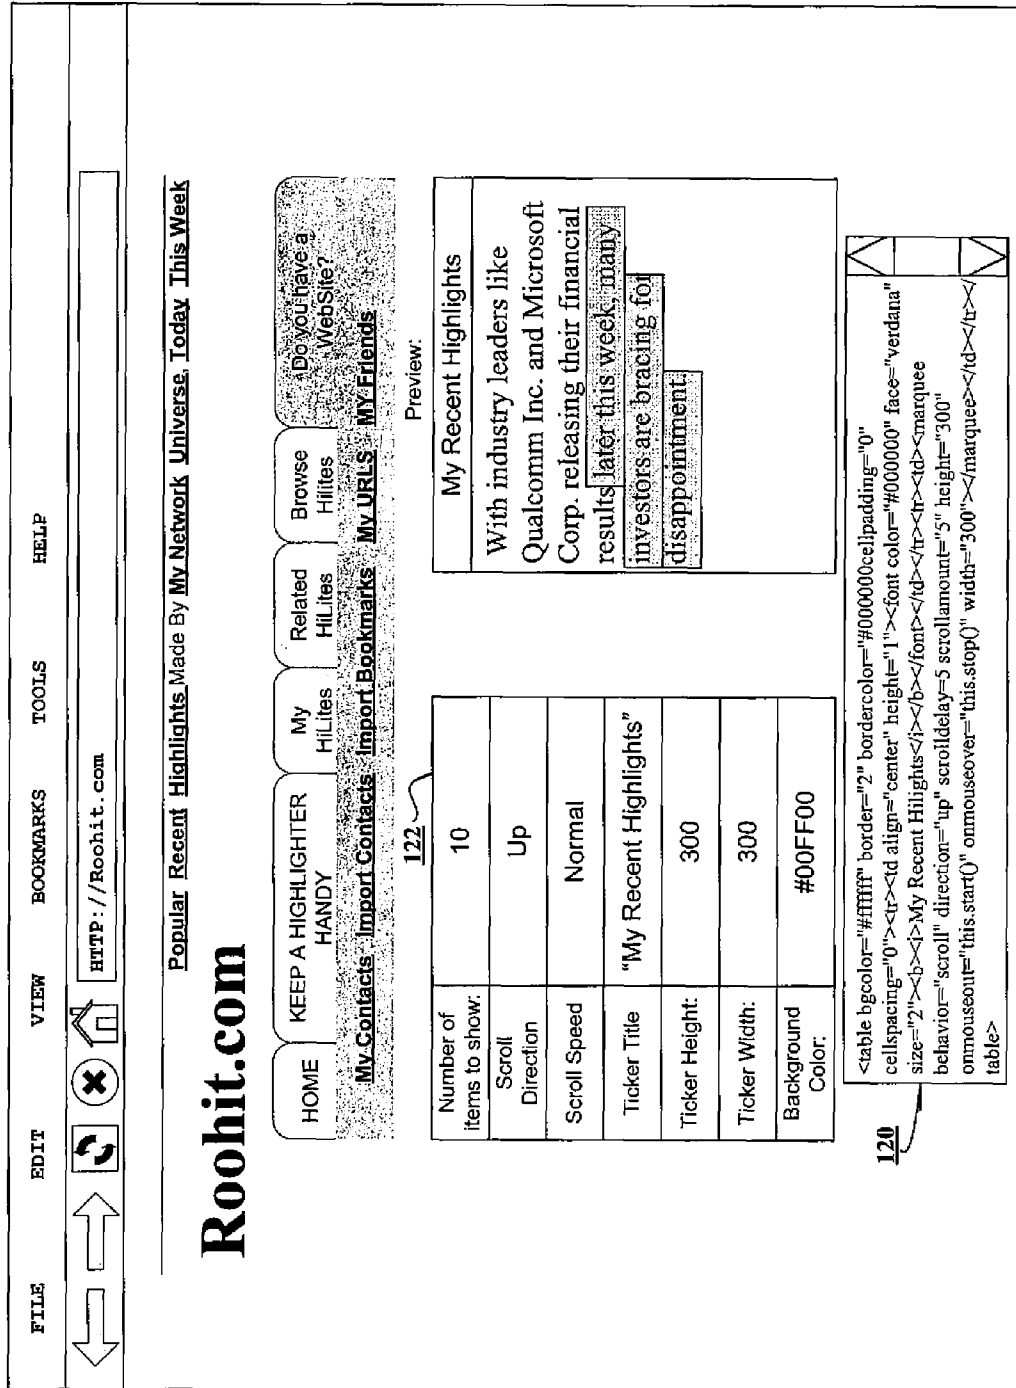 FILE EDIT VIEW BOOKMARKS TOOLS HELP
HTTP://Roohit.com
Popular Recent Highlights Made By My Network Universe, Today This Week
Roohit.com
HOME
KEEP A HIGHLIGHTER
HANDY
My
HiLites
Related
HiLites
Browse
Hilites
Do you have a
WebSite?
My Contacts Import Contacts Import Bookmarks My URLS MY Friends
122
Number of
items to show:
10
Scroll
Direction
Up
Scroll Speed
Normal
Ticker Title
"My Recent Highlights"
Ticker Height:
300
Ticker Width:
300
Background
Color:
#00FF00
Preview:
My Recent Highlights
With industry leaders like
Qualcomm Inc. and Microsoft
Corp. releasing their financial
results later this week, many
investors are bracing for
disappointment.
120
<table bgcolor="#ffffff" border="2" bordercolor="#000000cellpadding="0"
cellspacing="0"><tr><td align="center" height="1"><font color="#000000" face="verdana"
size="2"><b><i>My Recent Hilights</i></b></font></td></tr><tr><td><marquee
behavior="scroll" direction="up" scrolldelay=5 scrollamount="5" height="300"
onmouseout="this.start()" onmouseover="this.stop()" width="300"></marquee></td></tr></
table>